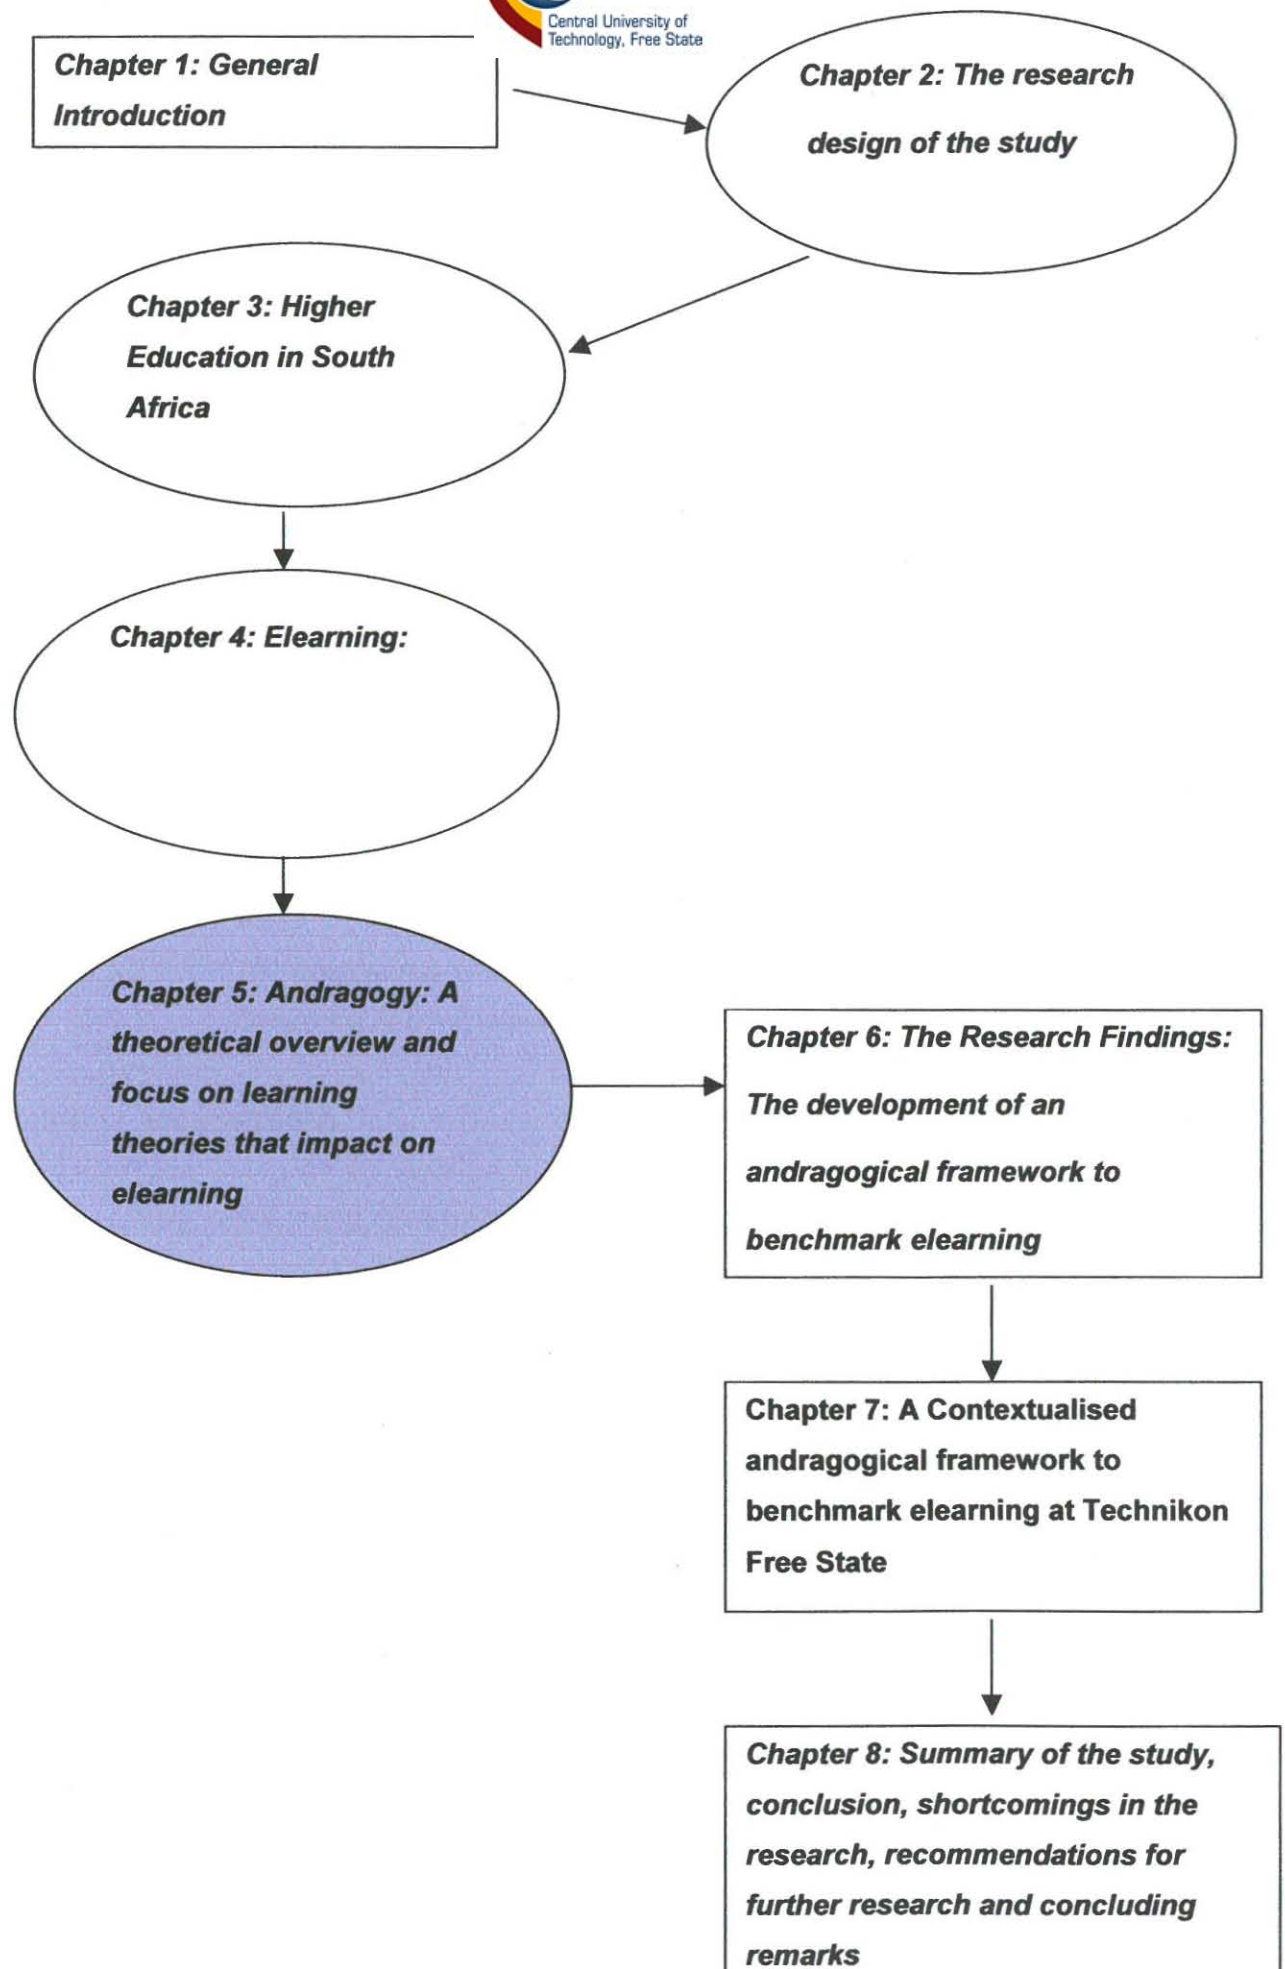 Central University of
Technology, Free State
Chapter 1: General
Introduction
Chapter 2: The research
design of the study
Chapter 3: Higher
Education in South
Africa
Chapter 4: Elearning:
Chapter 5: Andragogy: A
theoretical overview and
focus on learning
theories that impact on
elearning
Chapter 6: The Research Findings:
The development of an
andragogical framework to
benchmark elearning
Chapter 7: A Contextualised
andragogical framework to
benchmark elearning at Technikon
Free State
Chapter 8: Summary of the study,
conclusion, shortcomings in the
research, recommendations for
further research and concluding
remarks